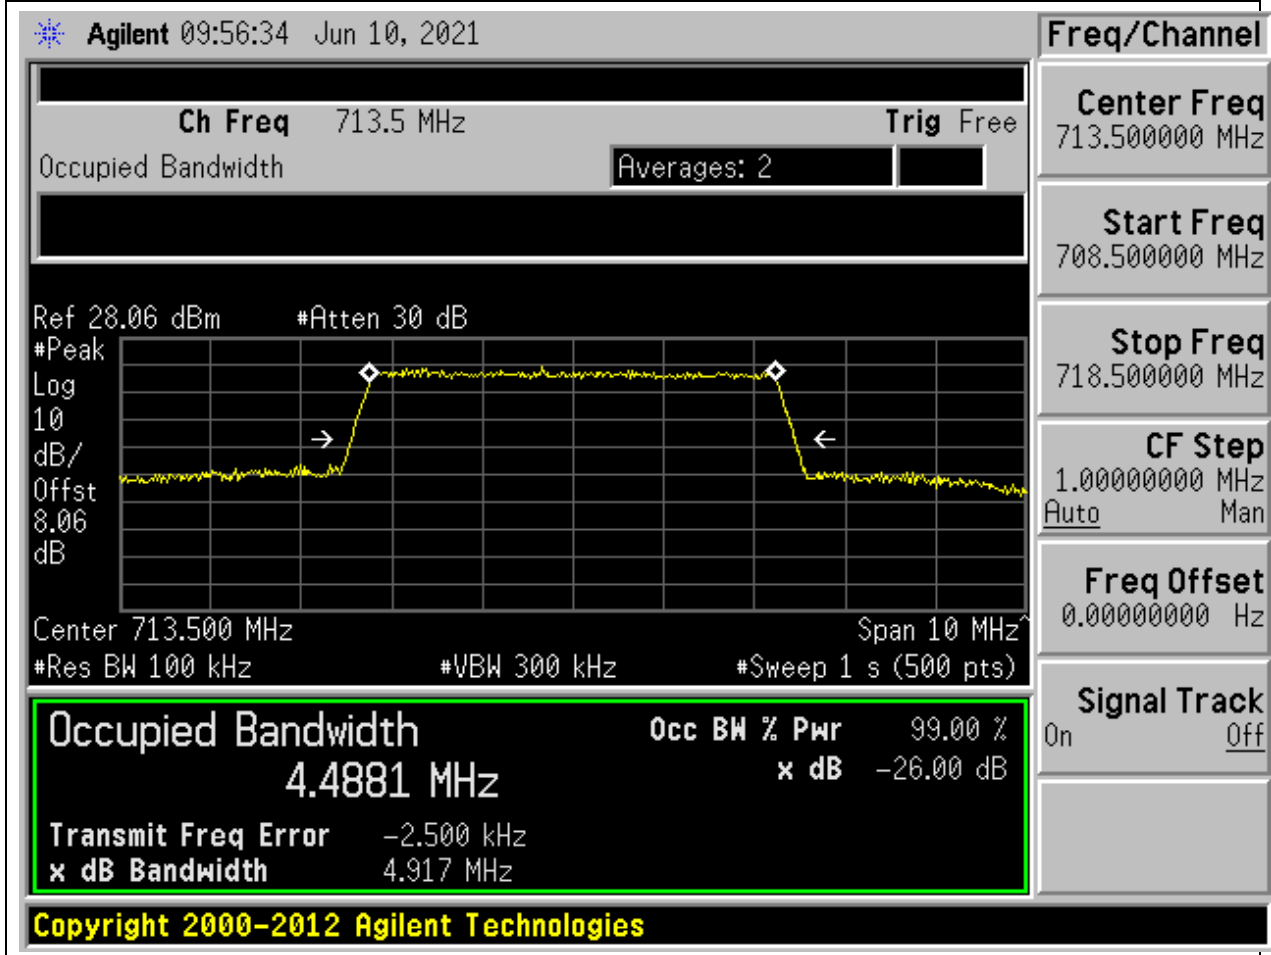 Agilent 09:56:34 Jun 10, 2021
Freq/Channel
Ch Freq 713.5 MHz Trig Free
Occupied Bandwidth Averages: 2
Center Freq
713.500000 MHz
Start Freq
708.500000 MHz
Stop Freq
718.500000 MHz
CF Step
1.00000000 MHz
Auto Man
Freq Offset
0.00000000 Hz
Signal Track
On Off
Ref 28.06 dBm #Atten 30 dB
#Peak
Log
10
dB/
Offst
8.06
dB
Center 713.500 MHz Span 10 MHz^
#Res BW 100 kHz #VBW 300 kHz #Sweep 1 s (500 pts)
Occupied Bandwidth Occ BW % Pwr 99.00 %
4.4881 MHz x dB -26.00 dB
Transmit Freq Error -2.500 kHz
x dB Bandwidth 4.917 MHz
Copyright 2000-2012 Agilent Technologies